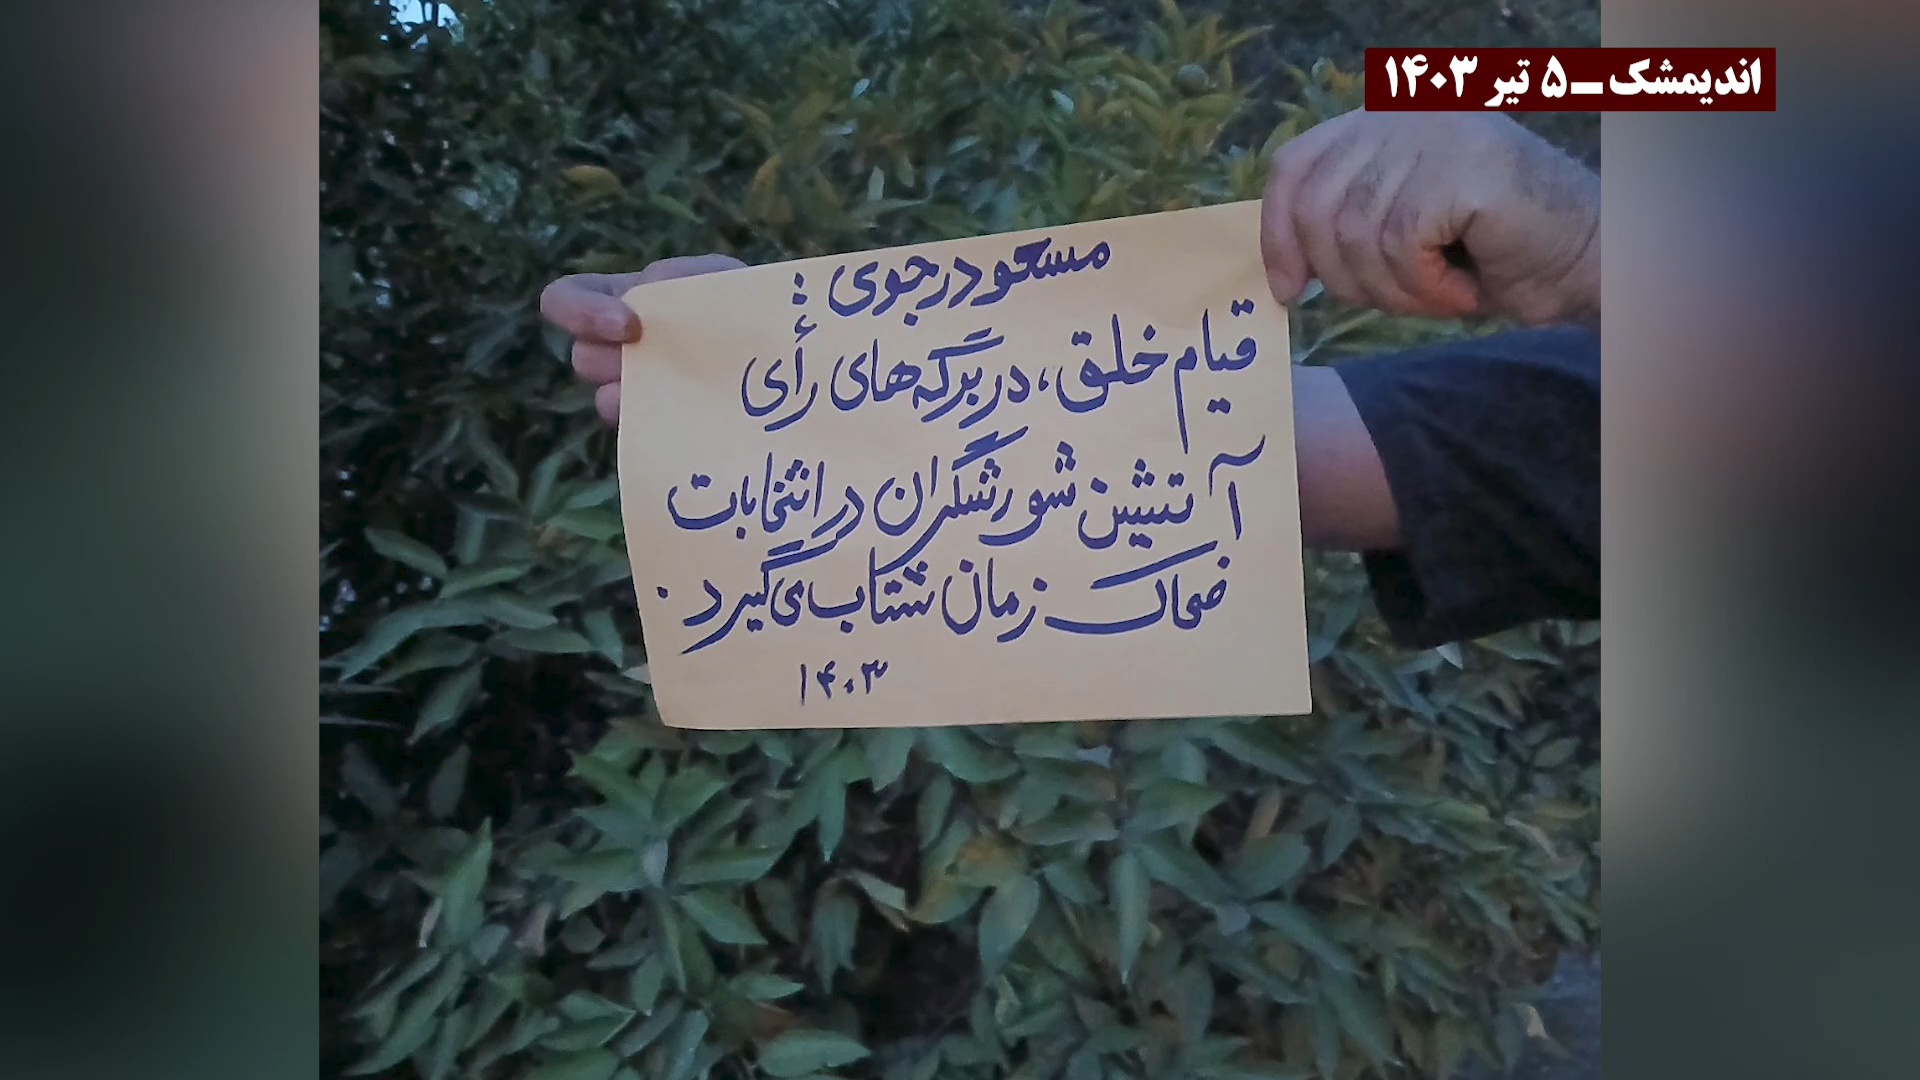 اندیمشک - ۵ تیر ۱۴۰۳
مسعود رجوی :
قیام خلق، در برگه های رأی
آتشین شورشگران در انتخابات
ضحاک زمان شتاب می گیرد .
۱۴۰۳